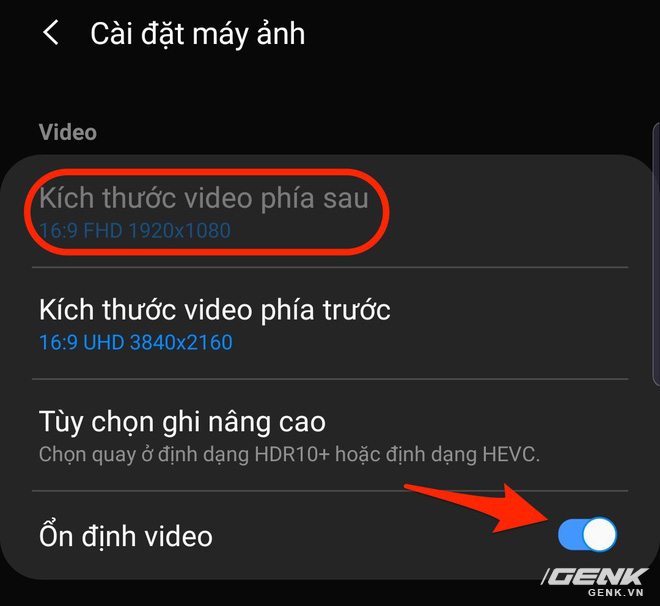 Cài đặt máy ảnh
Video
Kích thước video phía sau
16:9 FHD 1920x1080
Kích thước video phía trước
16:9 UHD 3840x2160
Tùy chọn ghi nâng cao
Chọn quay ở định dạng HDR10+ hoặc định dạng HEVC.
Ổn định video
GENK
GENK.VN